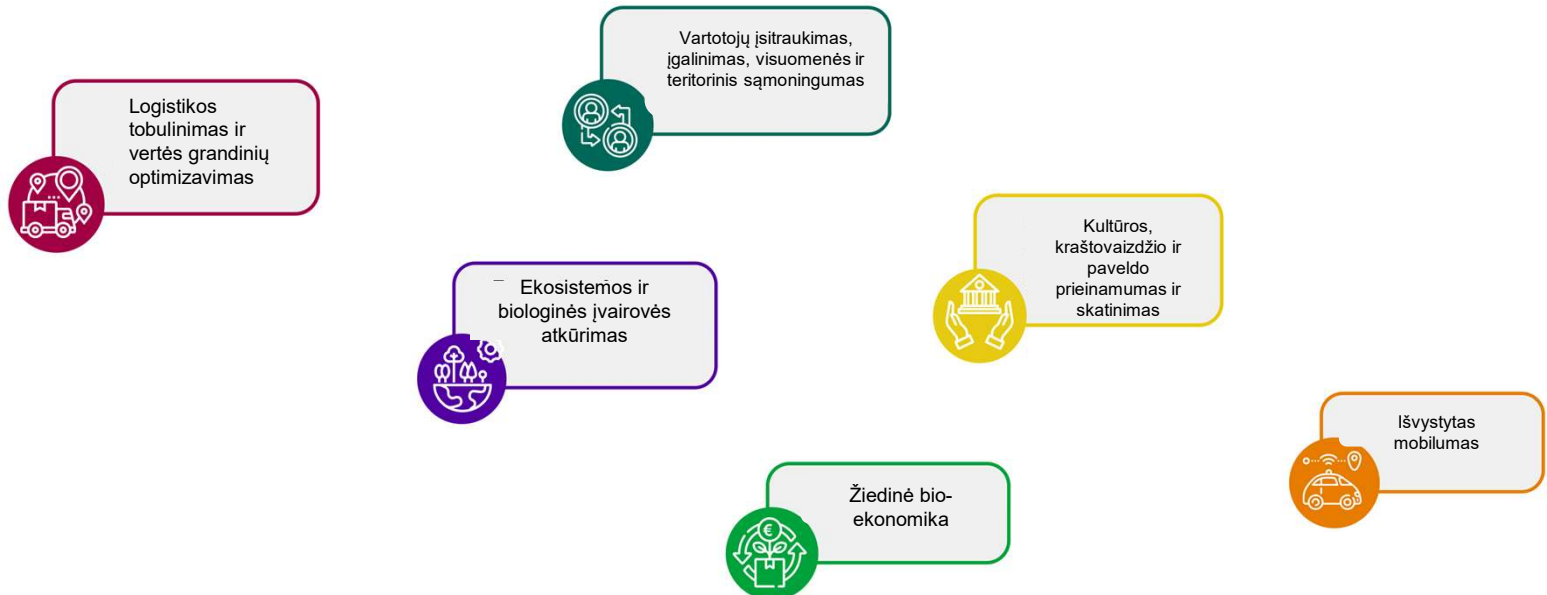 Vartotojų įsitraukimas,
įgalinimas, visuomenės ir
teritorinis sąmoningumas
Logistikos
tobulinimas ir
vertės grandinių
optimizavimas
Kultūros,
kraštovaizdžio ir
paveldo
prieinamumas ir
skatinimas
Ekosistemos ir
biologinės įvairovės
atkūrimas
Išvystytas
mobilumas
Žiedinė bio-
ekonomika